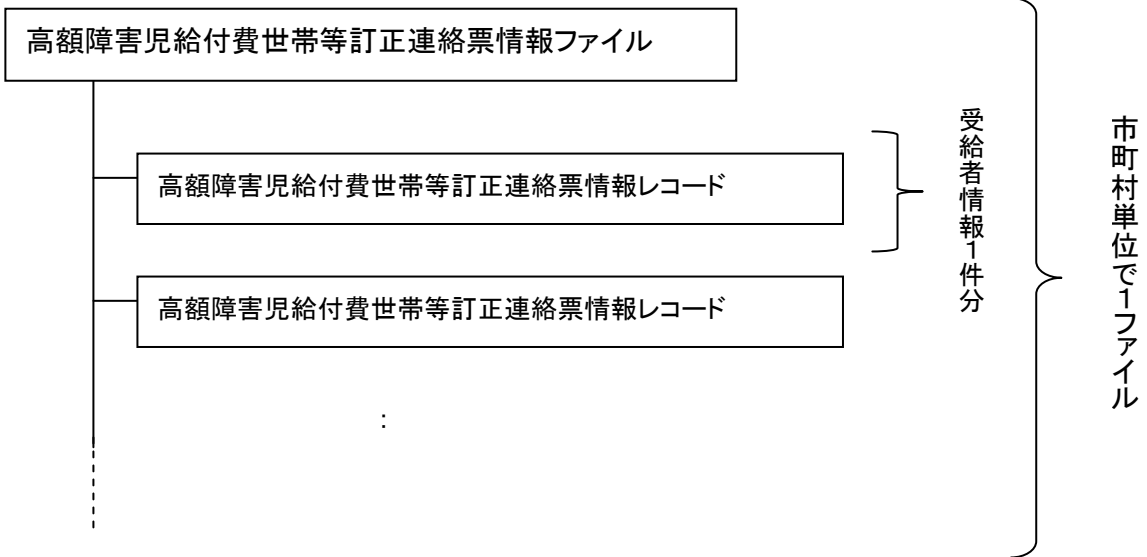 高額障害児給付費世帯等訂正連絡票情報ファイル
高額障害児給付費世帯等訂正連絡票情報レコード
受給者情報1件分
高額障害児給付費世帯等訂正連絡票情報レコード
:
市町村単位で1ファイル